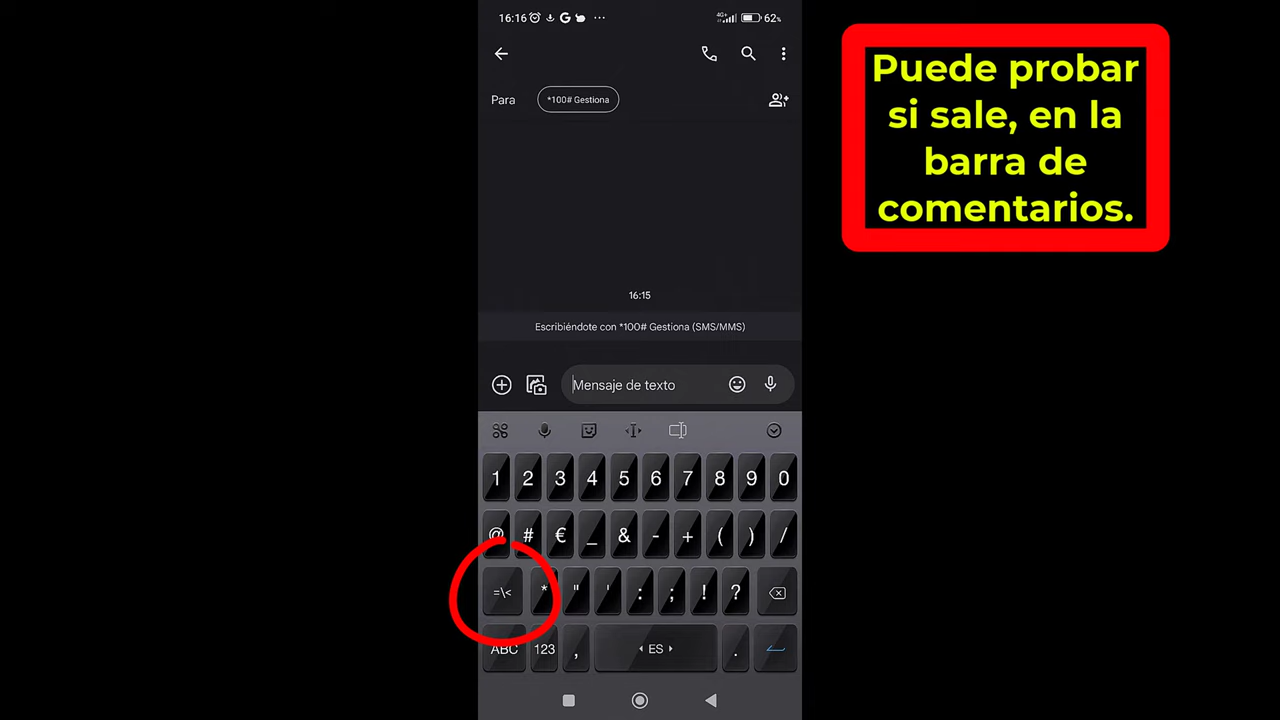 16:16 ...
4G+ 62%
Puede probar
si sale, en la
barra de
comentarios.
Para *100# Gestiona
16:15
Escribiéndote con *100# Gestiona (SMS/MMS)
Mensaje de texto
1 2 3 4 5 6 7 8 9 0
@ # € _ & - + ( ) /
=\< * " ' : ; ! ?
ABC 123 , ES .